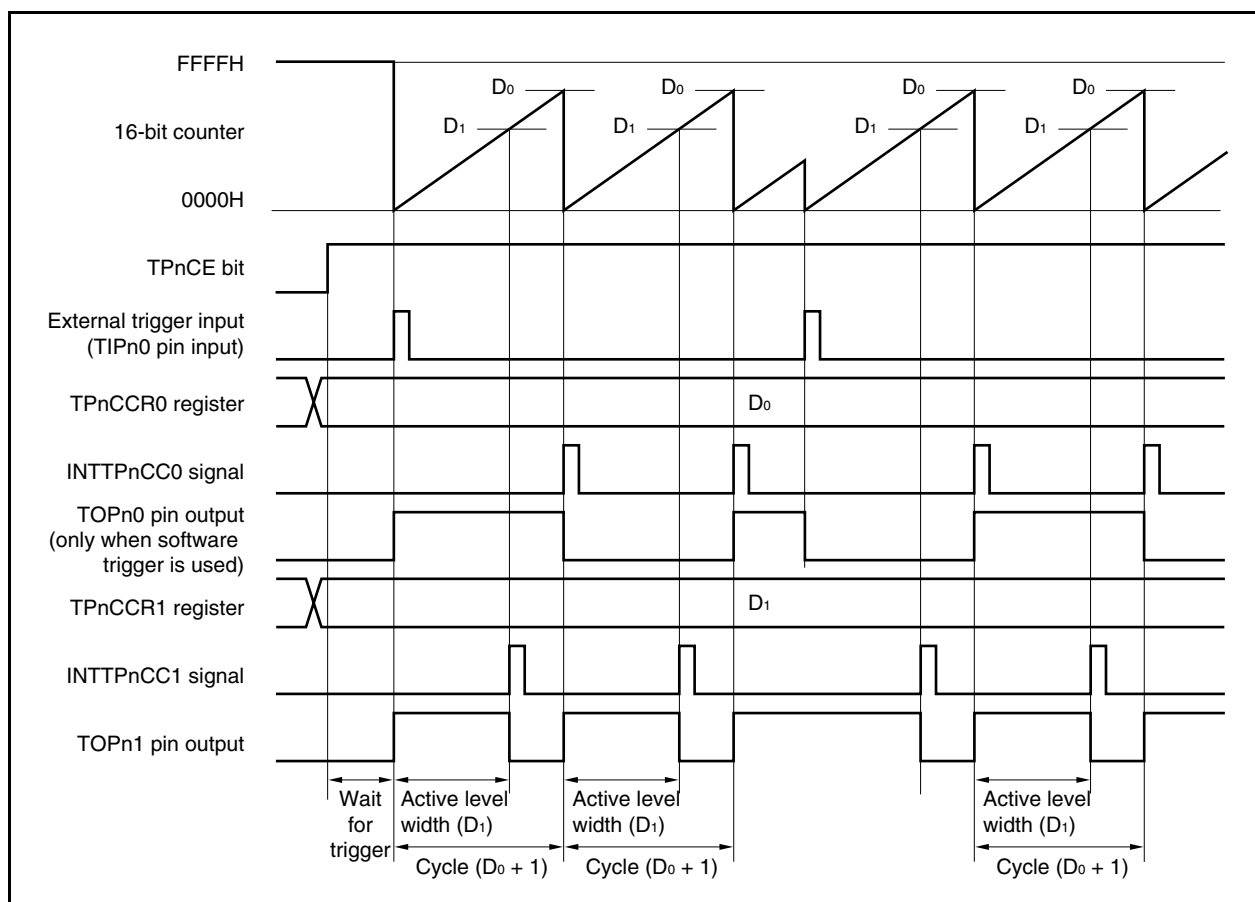 FFFFH
D0
D0
D0
D0
16-bit counter
D1
D1
D1
D1
0000H
TPnCE bit
External trigger input
(TIPn0 pin input)
TPnCCR0 register
D0
INTTPnCC0 signal
TOPn0 pin output
(only when software
trigger is used)
TPnCCR1 register
D1
INTTPnCC1 signal
TOPn1 pin output
Wait
for
trigger
Active level
width (D1)
Active level
width (D1)
Active level
width (D1)
Cycle (D0 + 1)
Cycle (D0 + 1)
Cycle (D0 + 1)